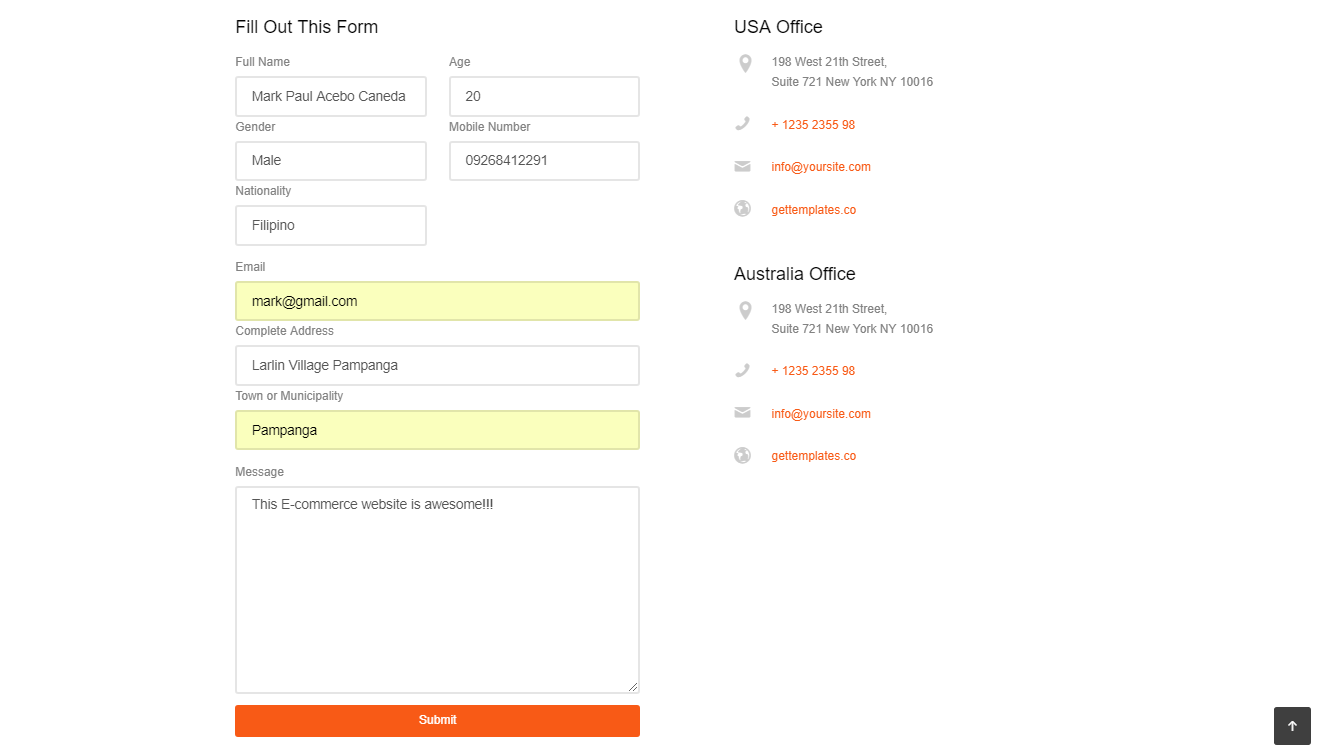 Fill Out This Form
Full Name
Age
Mark Paul Acebo Caneda
20
Gender
Mobile Number
Male
09268412291
Nationality
Filipino
Email
mark@gmail.com
Complete Address
Larlin Village Pampanga
Town or Municipality
Pampanga
Message
This E-commerce website is awesome!!!
Submit
USA Office
198 West 21th Street,
Suite 721 New York NY 10016
+ 1235 2355 98
info@yoursite.com
gettemplates.co
Australia Office
198 West 21th Street,
Suite 721 New York NY 10016
+ 1235 2355 98
info@yoursite.com
gettemplates.co